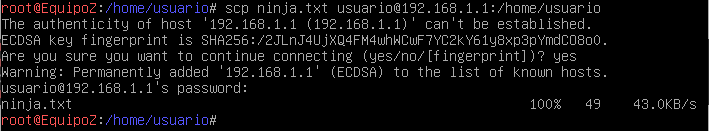 root@EquipoZ:/home/usuario# scp ninja.txt usuario@192.168.1.1:/home/usuario
The authenticity of host '192.168.1.1 (192.168.1.1)' can't be established.
ECDSA key fingerprint is SHA256:/2JLnJ4UjXQ4FM4whWCwF7YC2kY61y8xp3pYmdCO8o0.
Are you sure you want to continue connecting (yes/no/[fingerprint])? yes
Warning: Permanently added '192.168.1.1' (ECDSA) to the list of known hosts.
usuario@192.168.1.1's password:
ninja.txt 100% 49 43.0KB/s
root@EquipoZ:/home/usuario#